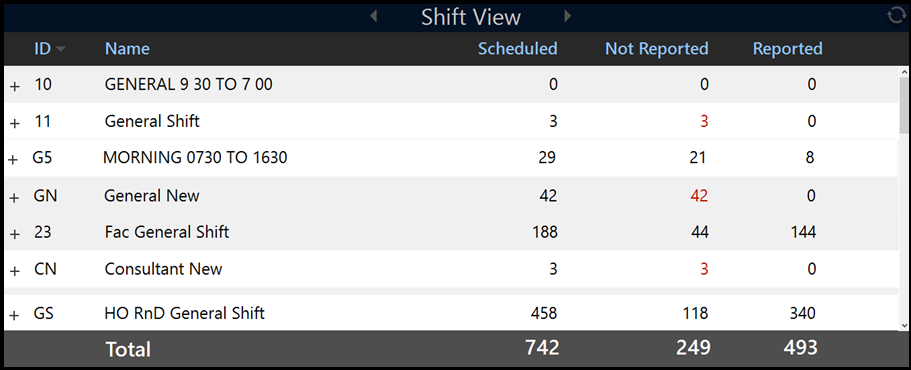 Shift View
ID Name Scheduled Not Reported Reported
+ 10 GENERAL 9 30 TO 7 00 0 0 0
+ 11 General Shift 3 3 0
+ G5 MORNING 0730 TO 1630 29 21 8
+ GN General New 42 42 0
+ 23 Fac General Shift 188 44 144
+ CN Consultant New 3 3 0
+ GS HO RnD General Shift 458 118 340
Total 742 249 493